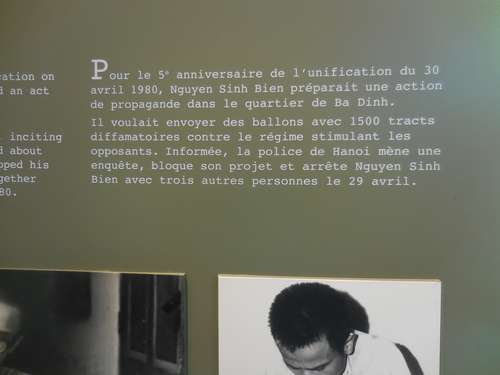 cation on
d an act
inciting
d about
pped his
gether
80.
Pour le 5e anniversaire de l'unification du 30
avril 1980, Nguyen Sinh Bien préparait une action
de propagande dans le quartier de Ba Dinh.
Il voulait envoyer des ballons avec 1500 tracts
diffamatoires contre le régime stimulant les
opposants. Informée, la police de Hanoi mène une
enquête, bloque son projet et arrête Nguyen Sinh
Bien avec trois autres personnes le 29 avril.